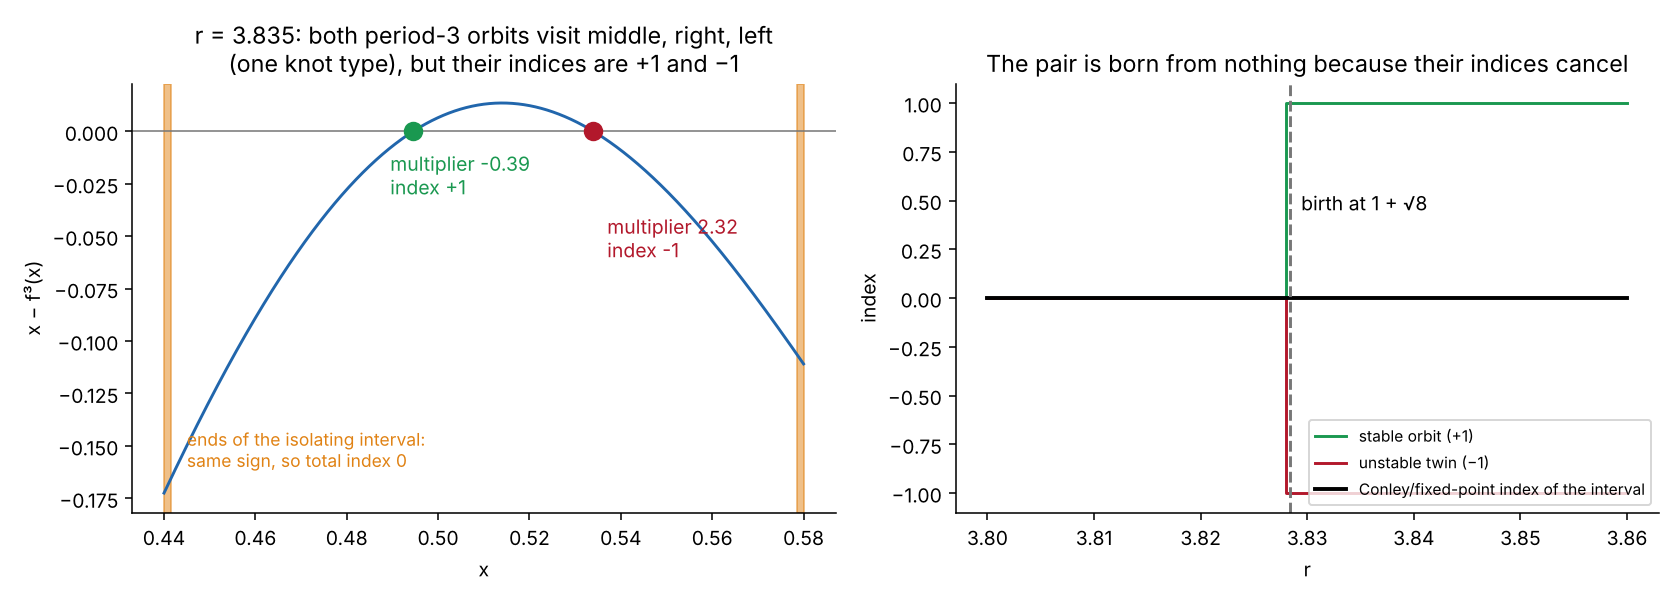 r = 3.835: both period-3 orbits visit middle, right, left
(one knot type), but their indices are +1 and −1
0.000
−0.025
−0.050
−0.075
−0.100
−0.125
−0.150
−0.175
x − f³(x)
multiplier -0.39
index +1
multiplier 2.32
index -1
ends of the isolating interval:
same sign, so total index 0
0.44
0.46
0.48
0.50
0.52
0.54
0.56
0.58
x
The pair is born from nothing because their indices cancel
1.00
0.75
0.50
0.25
0.00
−0.25
−0.50
−0.75
−1.00
index
birth at 1 + √8
stable orbit (+1)
unstable twin (−1)
Conley/fixed-point index of the interval
3.80
3.81
3.82
3.83
3.84
3.85
3.86
r